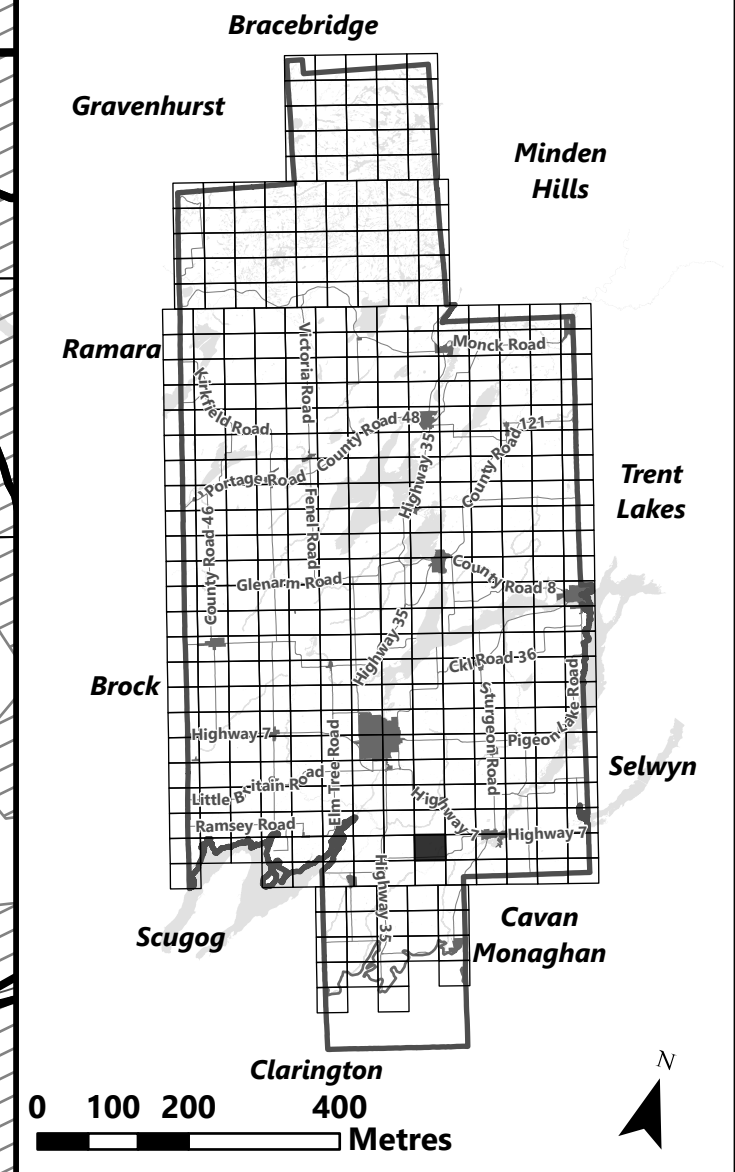 Bracebridge
Gravenhurst
Minden
Hills
Ramara
Monck Road
Victoria Road
Kirkfield Road
County Road 48
County Road 121
Highway 35
Portage Road
Trent
Lakes
Fenel Road
County Road 46
Glenarm Road
County Road 8
Highway 35
Ckl Road 36
Brock
Sturgeon Road
Pigeon Lake Road
Highway 7
Elm Tree Road
Selwyn
Little Britain Road
Highway 7
Ramsey Road
Highway 7
Highway 35
Scugog
Cavan
Monaghan
Clarington
N
0 100 200 400
Metres